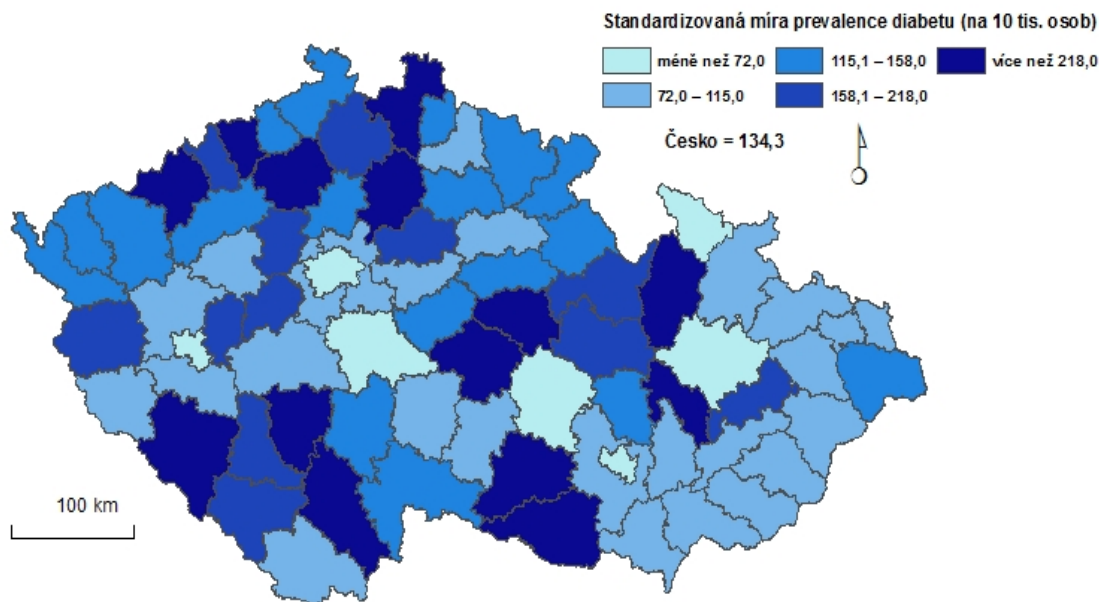 Standardizovaná míra prevalence diabetu (na 10 tis. osob)
méně než 72,0
115,1 – 158,0
více než 218,0
72,0 – 115,0
158,1 – 218,0
Česko = 134,3
100 km